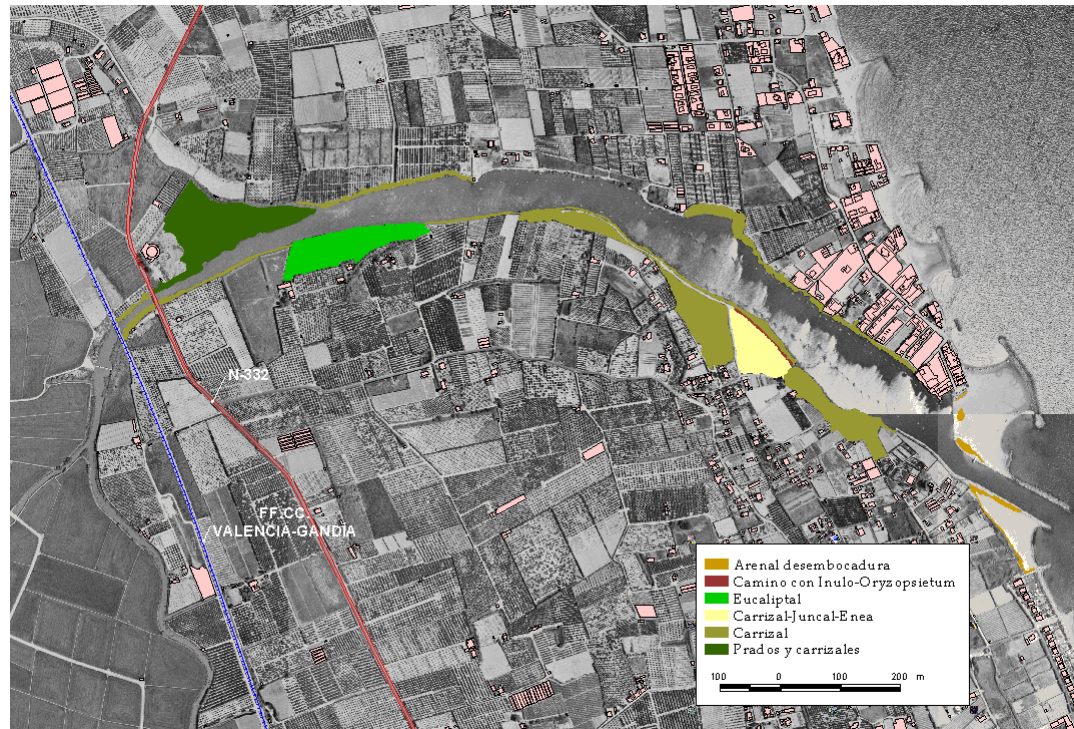 N-332
FF.CC.
VALENCIA-GANDIA
Arenal desembocadura
Camino con Inulo-Oryzopsietum
Eucaliptal
Carrizal-Juncal-Enea
Carrizal
Prados y carrizales
100 0 100 200 m